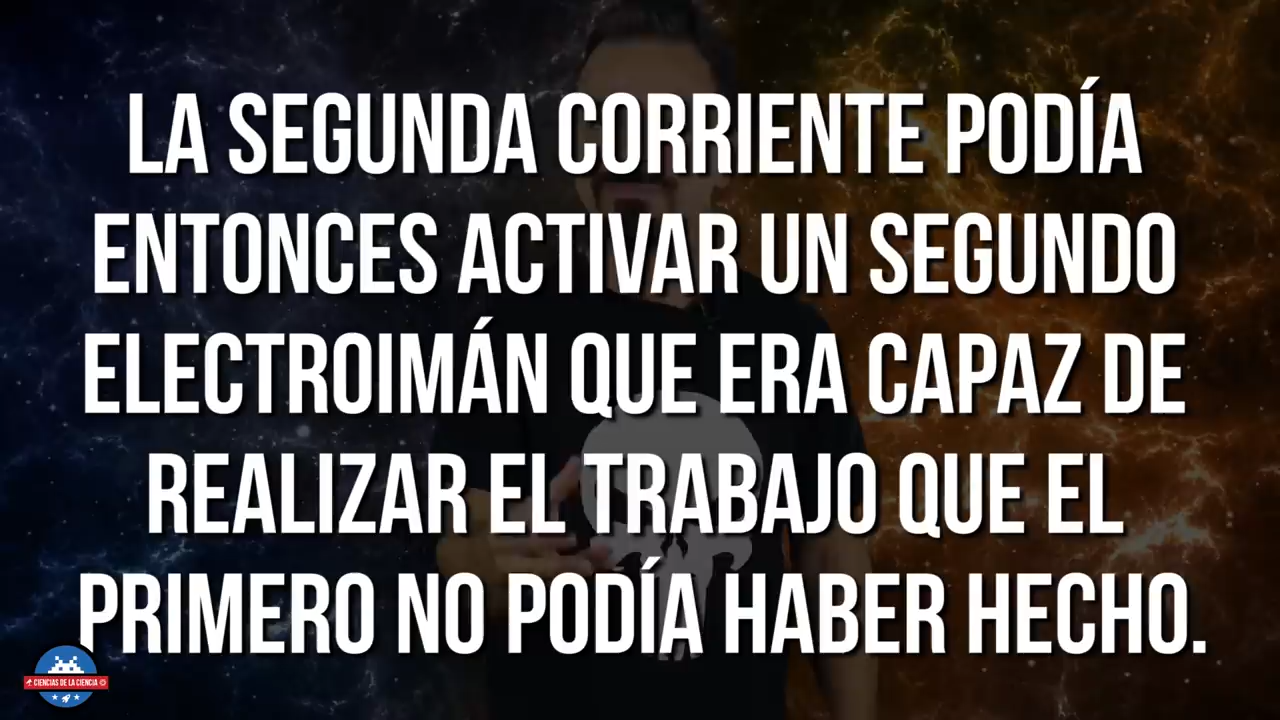 LA SEGUNDA CORRIENTE PODÍA
ENTONCES ACTIVAR UN SEGUNDO
ELECTROIMÁN QUE ERA CAPAZ DE
REALIZAR EL TRABAJO QUE EL
PRIMERO NO PODÍA HABER HECHO.
CIENCIAS DE LA CIENCIA